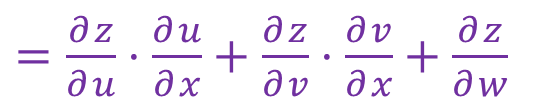 = ∂z/∂u · ∂u/∂x + ∂z/∂v · ∂v/∂x + ∂z/∂w